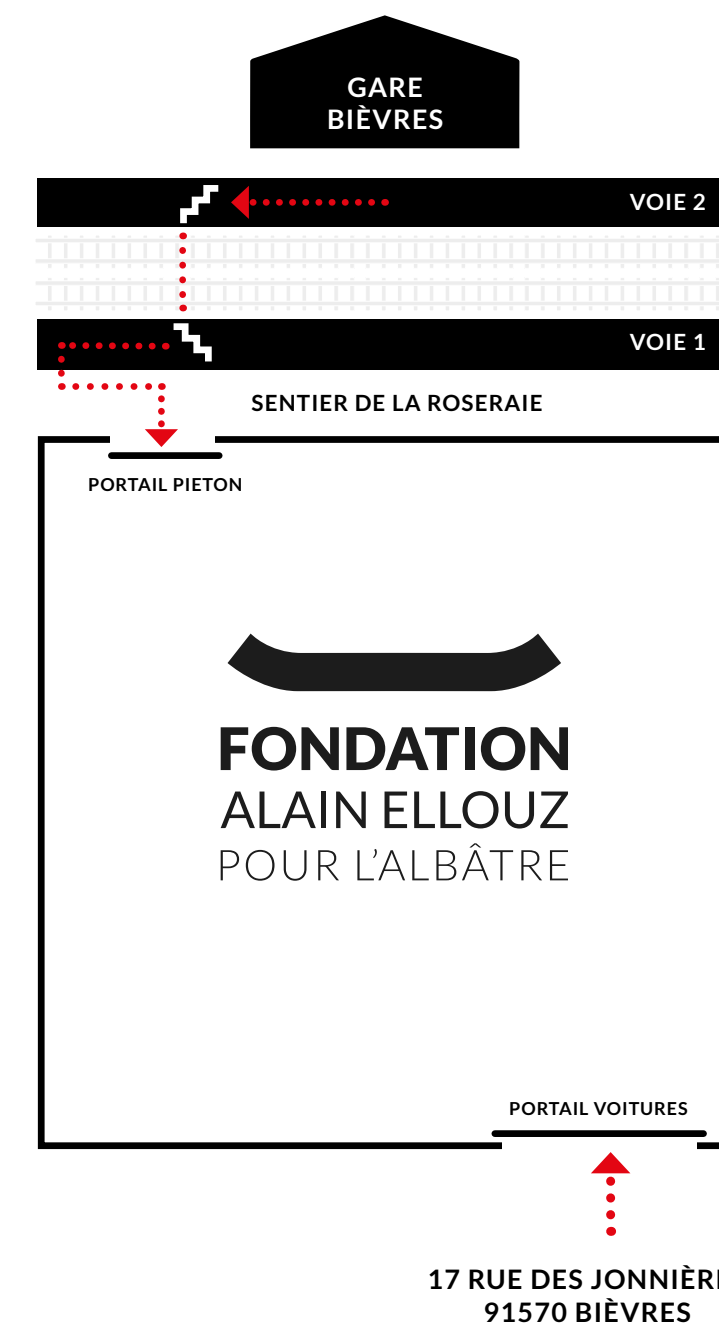 GARE
BIÈVRES
VOIE 2
VOIE 1
SENTIER DE LA ROSERAIE
PORTAIL PIETON
FONDATION
ALAIN ELLOUZ
POUR L'ALBÂTRE
PORTAIL VOITURES
17 RUE DES
91570 BIÈVRES